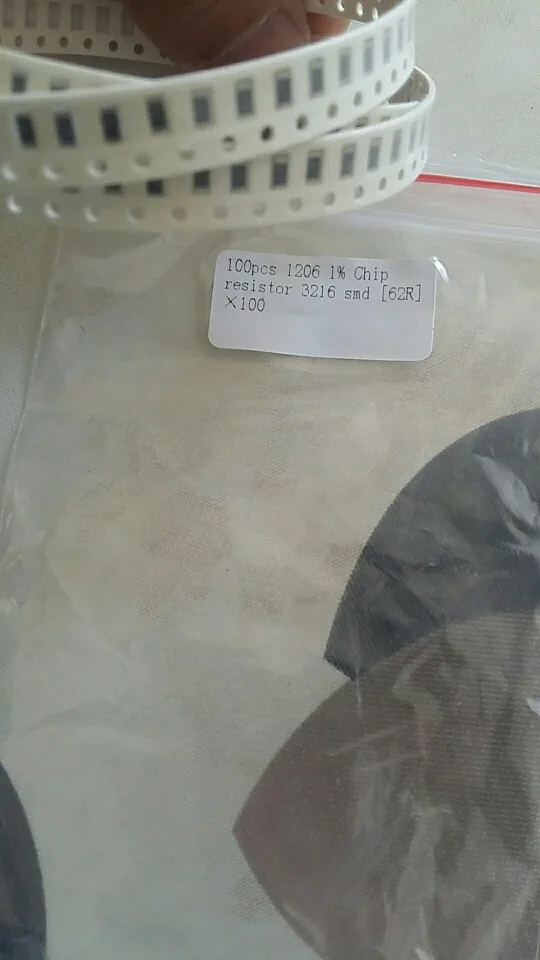 100pcs 1206 1% Chip
resistor 3216 smd [62R]
×100